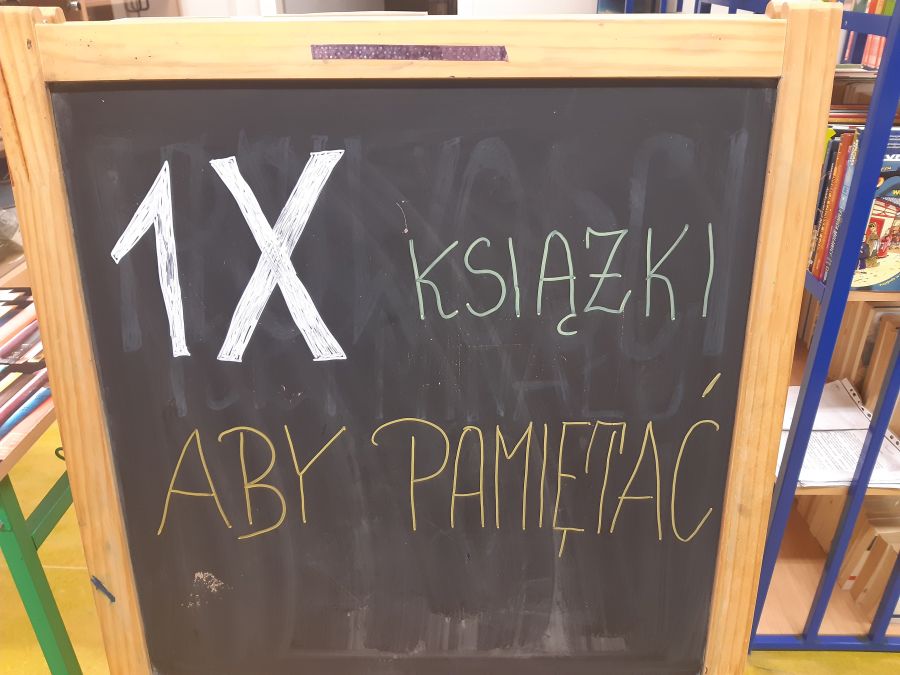 1X KSIĄZKI
ABY PAMIĘTAĆ